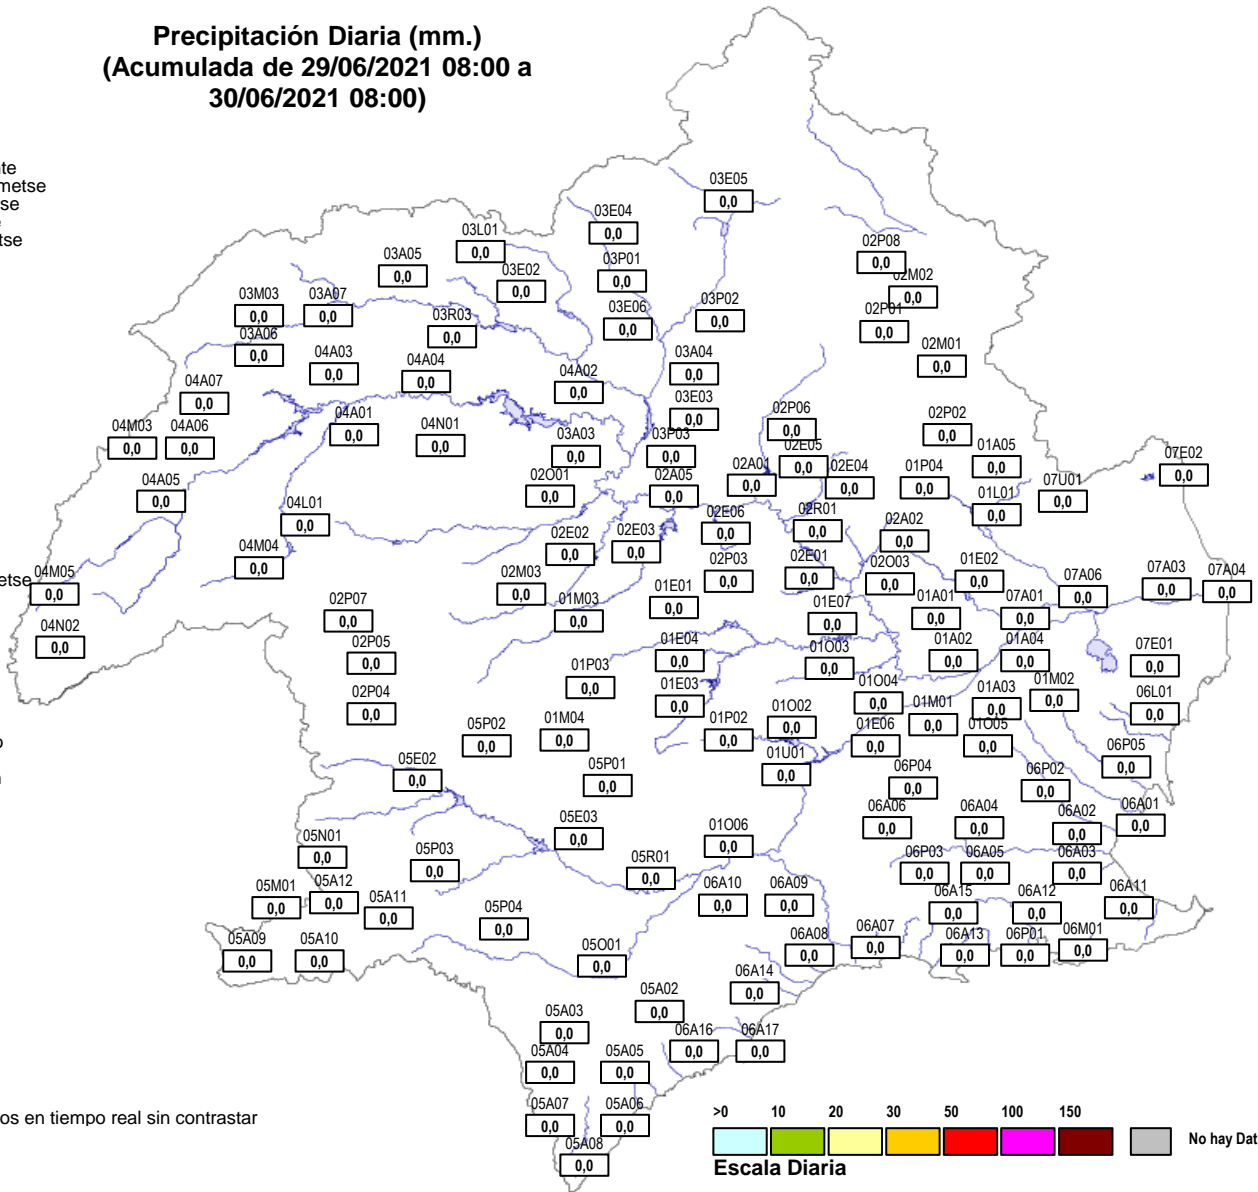 Precipitación Diaria (mm.)
(Acumulada de 29/06/2021 08:00 a
30/06/2021 08:00)
03E05
0,0
03E04
0,0
03L01
0,0
03A05
0,0
03P01
0,0
03E02
0,0
02P08
0,0
02M02
0,0
03M03
0,0
03A07
0,0
03R03
0,0
03E06
0,0
03P02
0,0
02P01
0,0
03A06
0,0
04A03
0,0
04A04
0,0
04A02
0,0
03A04
0,0
02M01
0,0
04A07
0,0
03E03
0,0
04M03
0,0
04A06
0,0
04A01
0,0
04N01
0,0
03A03
0,0
03P03
0,0
02P06
0,0
02E05
0,0
02P02
0,0
01A05
0,0
07E02
0,0
04A05
0,0
02O01
0,0
02A05
0,0
02A01
0,0
02E04
0,0
01P04
0,0
01L01
0,0
07U01
0,0
04L01
0,0
02E06
0,0
02R01
0,0
02A02
0,0
04M04
0,0
02E02
0,0
02E03
0,0
04M05
0,0
02M03
0,0
02P03
0,0
02E01
0,0
02O03
0,0
01E02
0,0
07A06
0,0
07A03
0,0
07A04
0,0
02P07
0,0
01M03
0,0
01E01
0,0
01E07
0,0
01A01
0,0
07A01
0,0
04N02
0,0
02P05
0,0
01E04
0,0
01O03
0,0
01A02
0,0
01A04
0,0
07E01
0,0
01P03
0,0
01E03
0,0
01O04
0,0
01A03
0,0
01M02
0,0
06L01
0,0
02P04
0,0
05P02
0,0
01M04
0,0
01P02
0,0
01O02
0,0
01E06
0,0
01M01
0,0
01O05
0,0
05E02
0,0
05P01
0,0
01U01
0,0
06P04
0,0
06P02
0,0
06P05
0,0
05E03
0,0
01O06
0,0
06A06
0,0
06A04
0,0
06A02
0,0
06A01
0,0
05N01
0,0
05P03
0,0
05R01
0,0
06P03
0,0
06A05
0,0
06A03
0,0
05M01
0,0
05A12
0,0
05A11
0,0
05P04
0,0
06A10
0,0
06A09
0,0
06A15
0,0
06A12
0,0
06A11
0,0
05A09
0,0
05A10
0,0
05O01
0,0
06A08
0,0
06A07
0,0
06A13
0,0
06P01
0,0
06M01
0,0
05A02
0,0
06A14
0,0
05A03
0,0
06A16
0,0
06A17
0,0
05A04
0,0
05A05
0,0
05A07
0,0
05A06
0,0
05A08
0,0
os en tiempo real sin contrastar
>0 10 20 30 50 100 150
No hay Dat
Escala Diaria